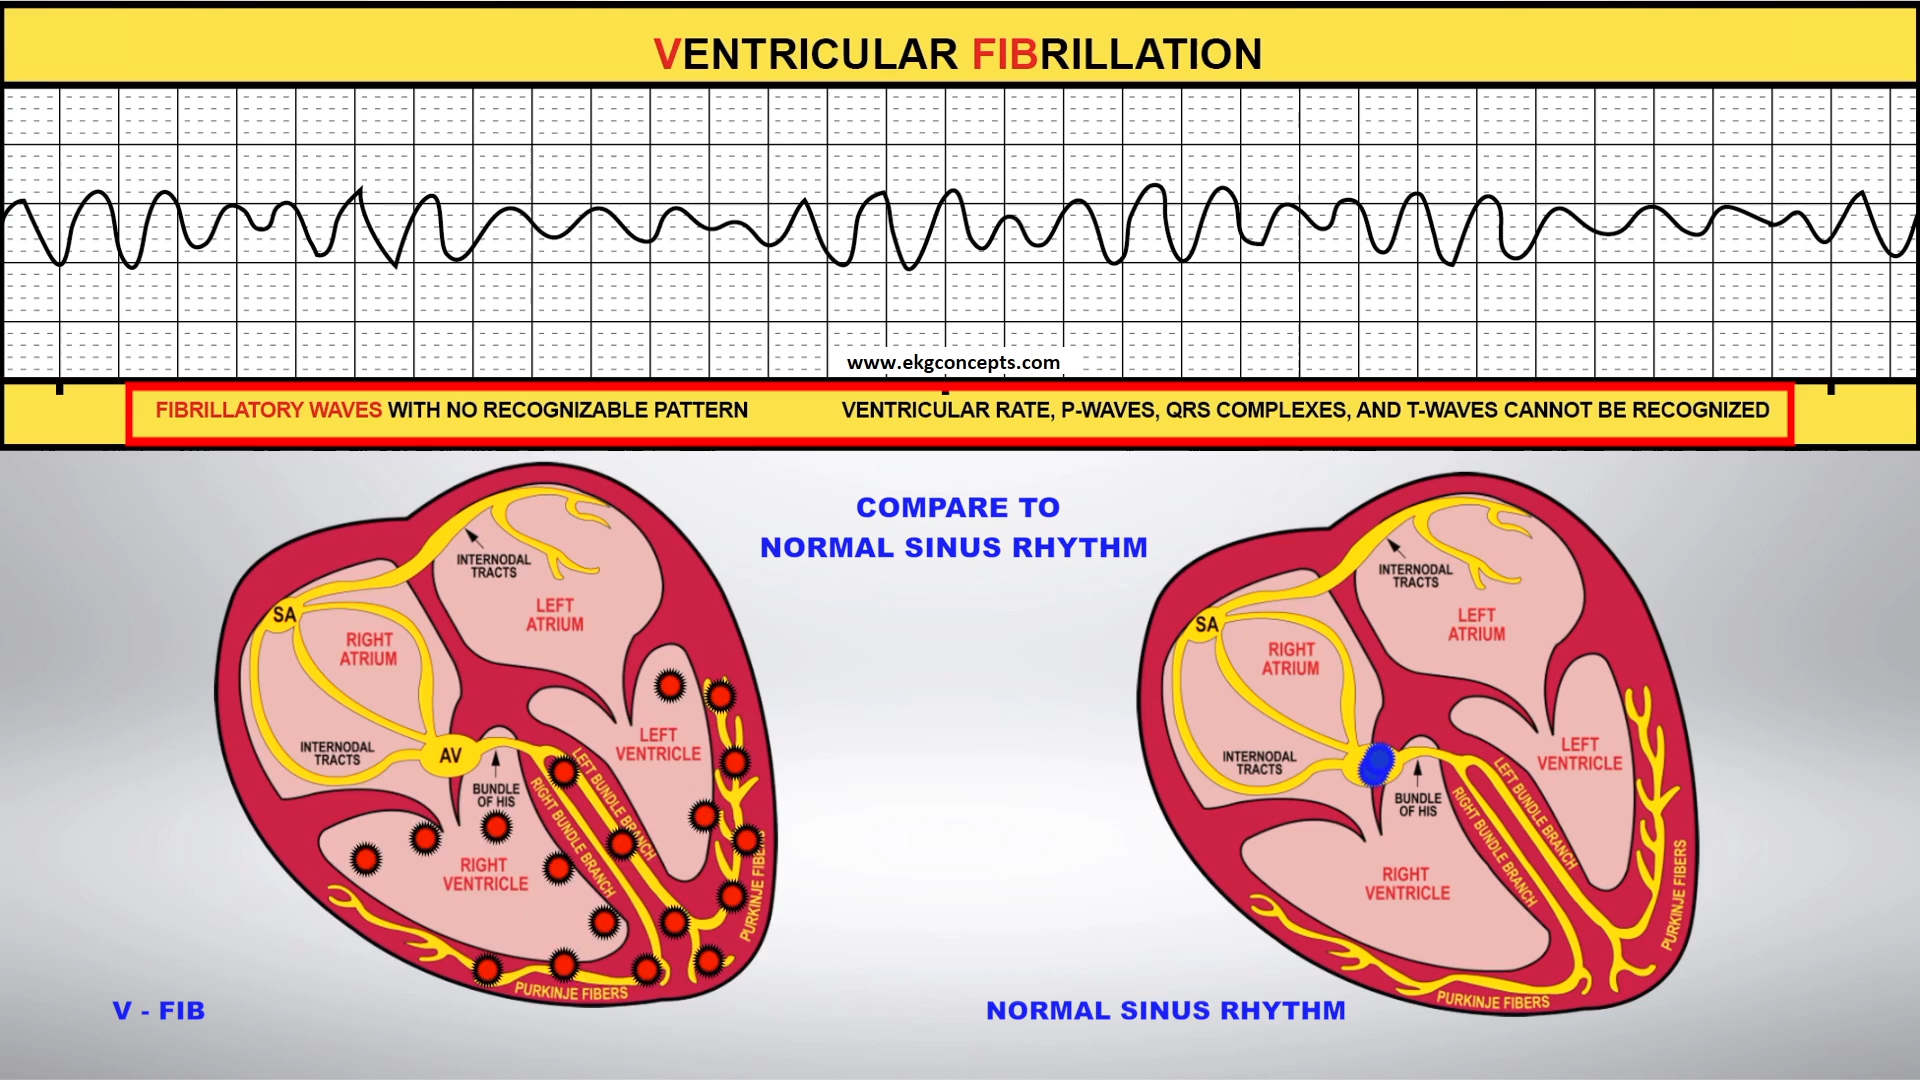 VENTRICULAR FIBRILLATION
www.ekgconcepts.com
FIBRILLATORY WAVES WITH NO RECOGNIZABLE PATTERN
VENTRICULAR RATE, P-WAVES, QRS COMPLEXES, AND T-WAVES CANNOT BE RECOGNIZED
COMPARE TO
NORMAL SINUS RHYTHM
INTERNODAL
TRACTS
LEFT
ATRIUM
SA
RIGHT
ATRIUM
INTERNODAL
TRACTS
AV
BUNDLE
OF HIS
LEFT
VENTRICLE
LEFT BUNDLE BRANCH
RIGHT BUNDLE BRANCH
RIGHT
VENTRICLE
PURKINJE FIBERS
PURKINJE FIBERS
V - FIB
INTERNODAL
TRACTS
LEFT
ATRIUM
SA
RIGHT
ATRIUM
INTERNODAL
TRACTS
BUNDLE
OF HIS
LEFT
VENTRICLE
LEFT BUNDLE BRANCH
RIGHT BUNDLE BRANCH
RIGHT
VENTRICLE
PURKINJE FIBERS
PURKINJE FIBERS
NORMAL SINUS RHYTHM